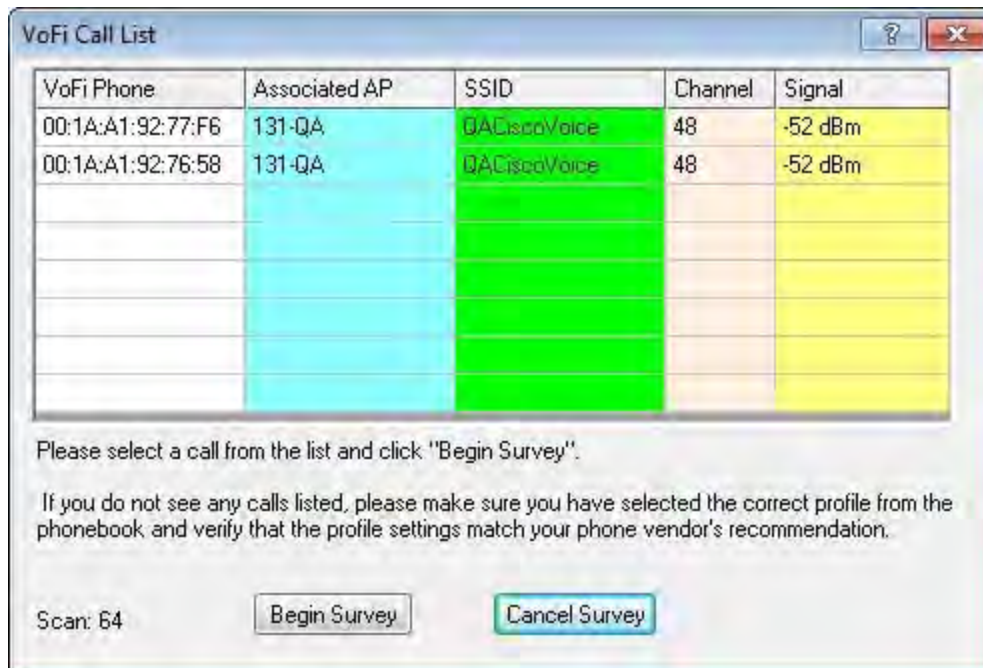 VoFi Call List
VoFi Phone Associated AP SSID Channel Signal
00:1A:A1:92:77:F6 131-QA QACiscoVoice 48 -52 dBm
00:1A:A1:92:76:58 131-QA QACiscoVoice 48 -52 dBm
Please select a call from the list and click "Begin Survey".
If you do not see any calls listed, please make sure you have selected the correct profile from the
phonebook and verify that the profile settings match your phone vendor's recommendation.
Scan: 64 Begin Survey Cancel Survey